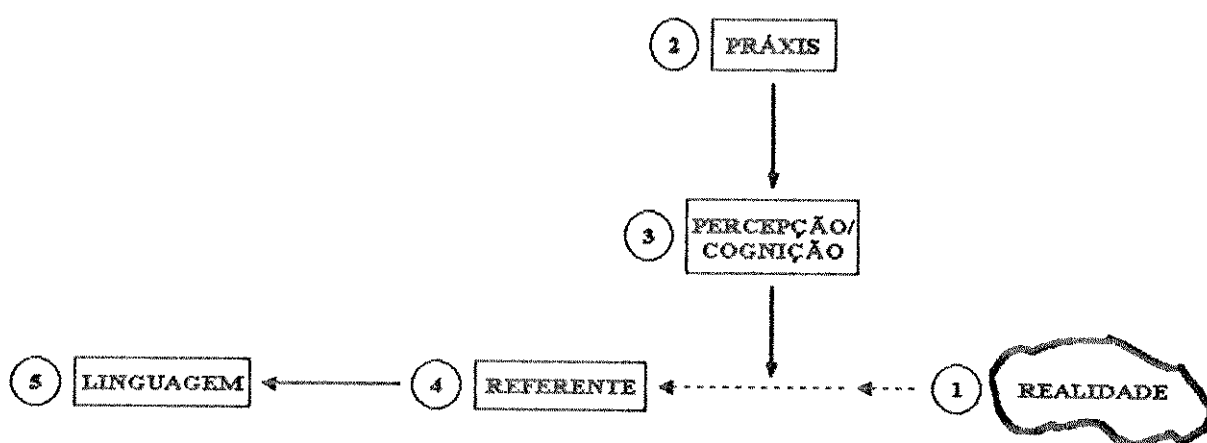 2 PRÁXIS
3 PERCEPÇÃO/
COGNIÇÃO
5 LINGUAGEM 4 REFERENTE 1 REALIDADE